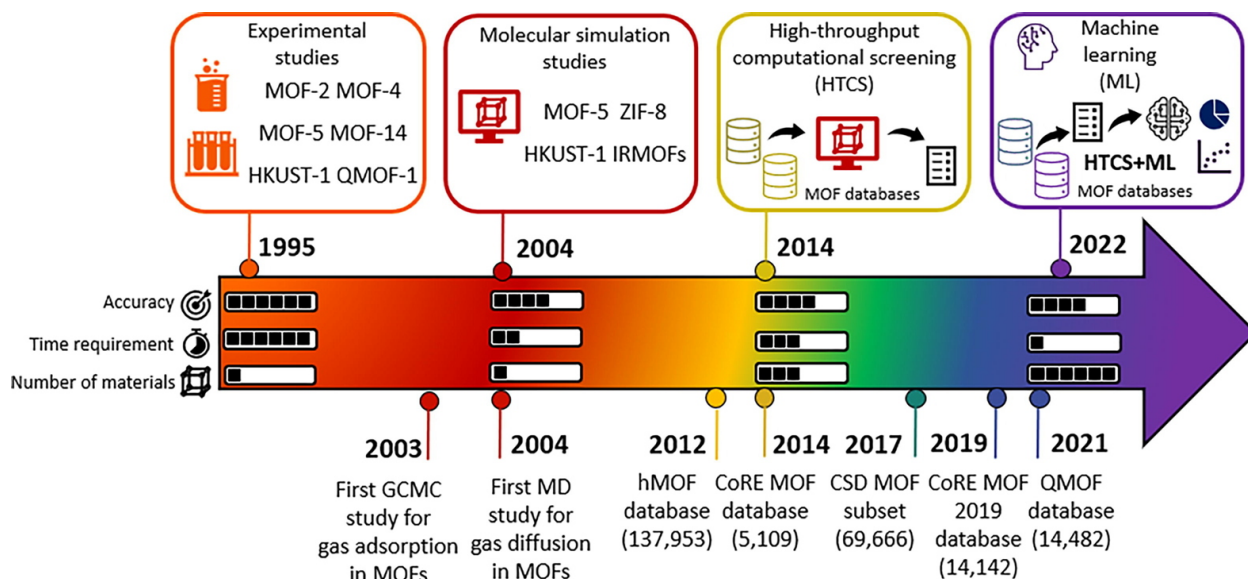 Experimental
studies
MOF-2 MOF-4
MOF-5 MOF-14
HKUST-1 QMOF-1
Molecular simulation
studies
MOF-5 ZIF-8
HKUST-1 IRMOFs
High-throughput
computational screening
(HTCS)
MOF databases
Machine
learning
(ML)
HTCS+ML
MOF databases
1995
2004
2014
2022
Accuracy
Time requirement
Number of materials
2003
First GCMC
study for
gas adsorption
in MOFs
2004
First MD
study for
gas diffusion
in MOFs
2012
hMOF
database
(137,953)
2014
CoRE MOF
database
(5,109)
2017
CSD MOF
subset
(69,666)
2019
CoRE MOF
2019
database
(14,142)
2021
QMOF
database
(14,482)